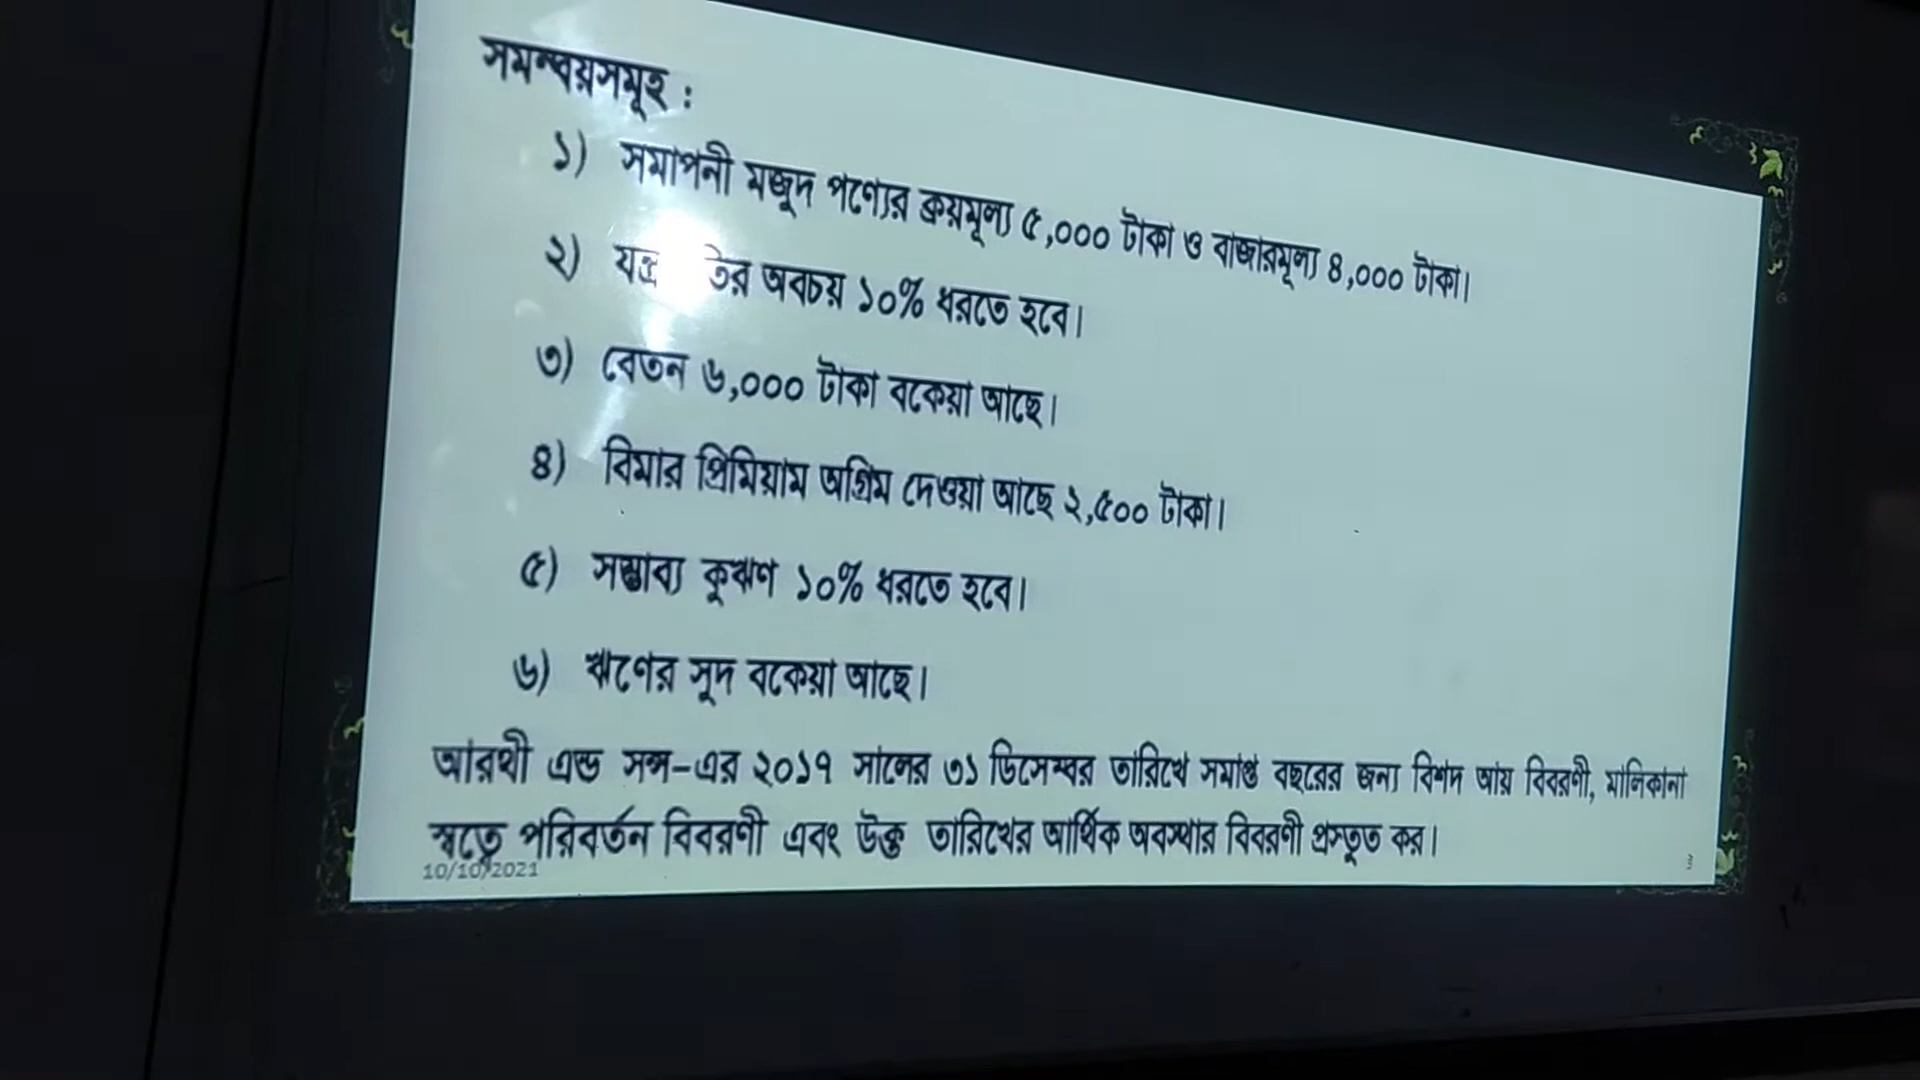 সমন্বয়সমূহ :
১) সমাপনী মজুদ পণ্যের ক্রয়মূল্য ৫,০০০ টাকা ও বাজারমূল্য ৪,০০০ টাকা।
২) অবচয় ১০% ধরতে হবে।
৩) বেতন ৬,০০০ টাকা বকেয়া আছে।
৪) বিমার প্রিমিয়াম অগ্রিম দেওয়া আছে ২,৫০০ টাকা।
৫) সম্ভাব্য কুঋণ ১০% ধরতে হবে।
৬) ঋণের সুদ বকেয়া আছে।
আরথী এন্ড সন্স-এর ২০১৭ সালের ৩১ ডিসেম্বর তারিখে সমাপ্ত বছরের জন্য বিশদ আয় বিবরণী, মালিকানা
স্বত্বে পরিবর্তন বিবরণী এবং উক্ত তারিখের আর্থিক অবস্থার বিবরণী প্রস্তুত কর।
10/10/2021
3